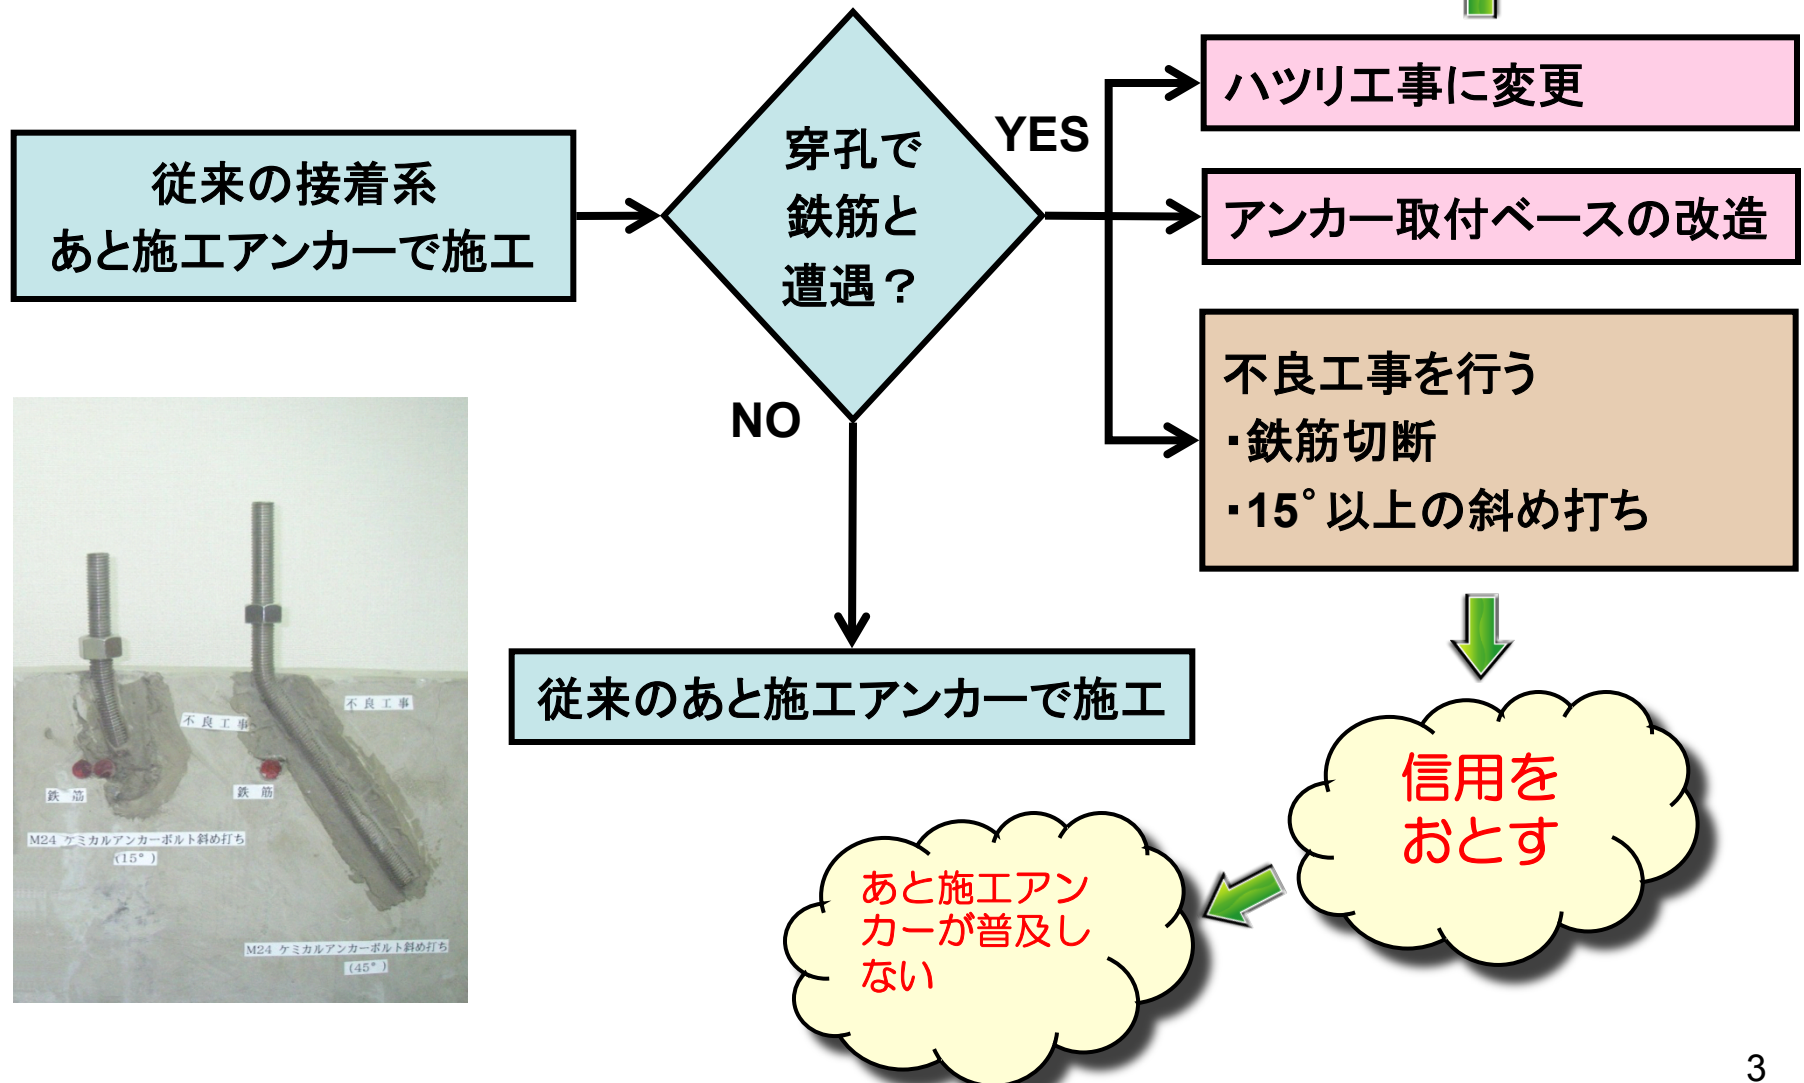 従来の接着系
あと施工アンカーで施工
穿孔で
鉄筋と
遭遇？
YES
NO
ハツリ工事に変更
アンカー取付ベースの改造
不良工事を行う
・鉄筋切断
・15°以上の斜め打ち
従来のあと施工アンカーで施工
信用を
おとす
あと施工アン
カーが普及し
ない
不良工事
不良工事
鉄筋
鉄筋
M24 ケミカルアンカーボルト斜め打ち
(15°)
M24 ケミカルアンカーボルト斜め打ち
(45°)
3